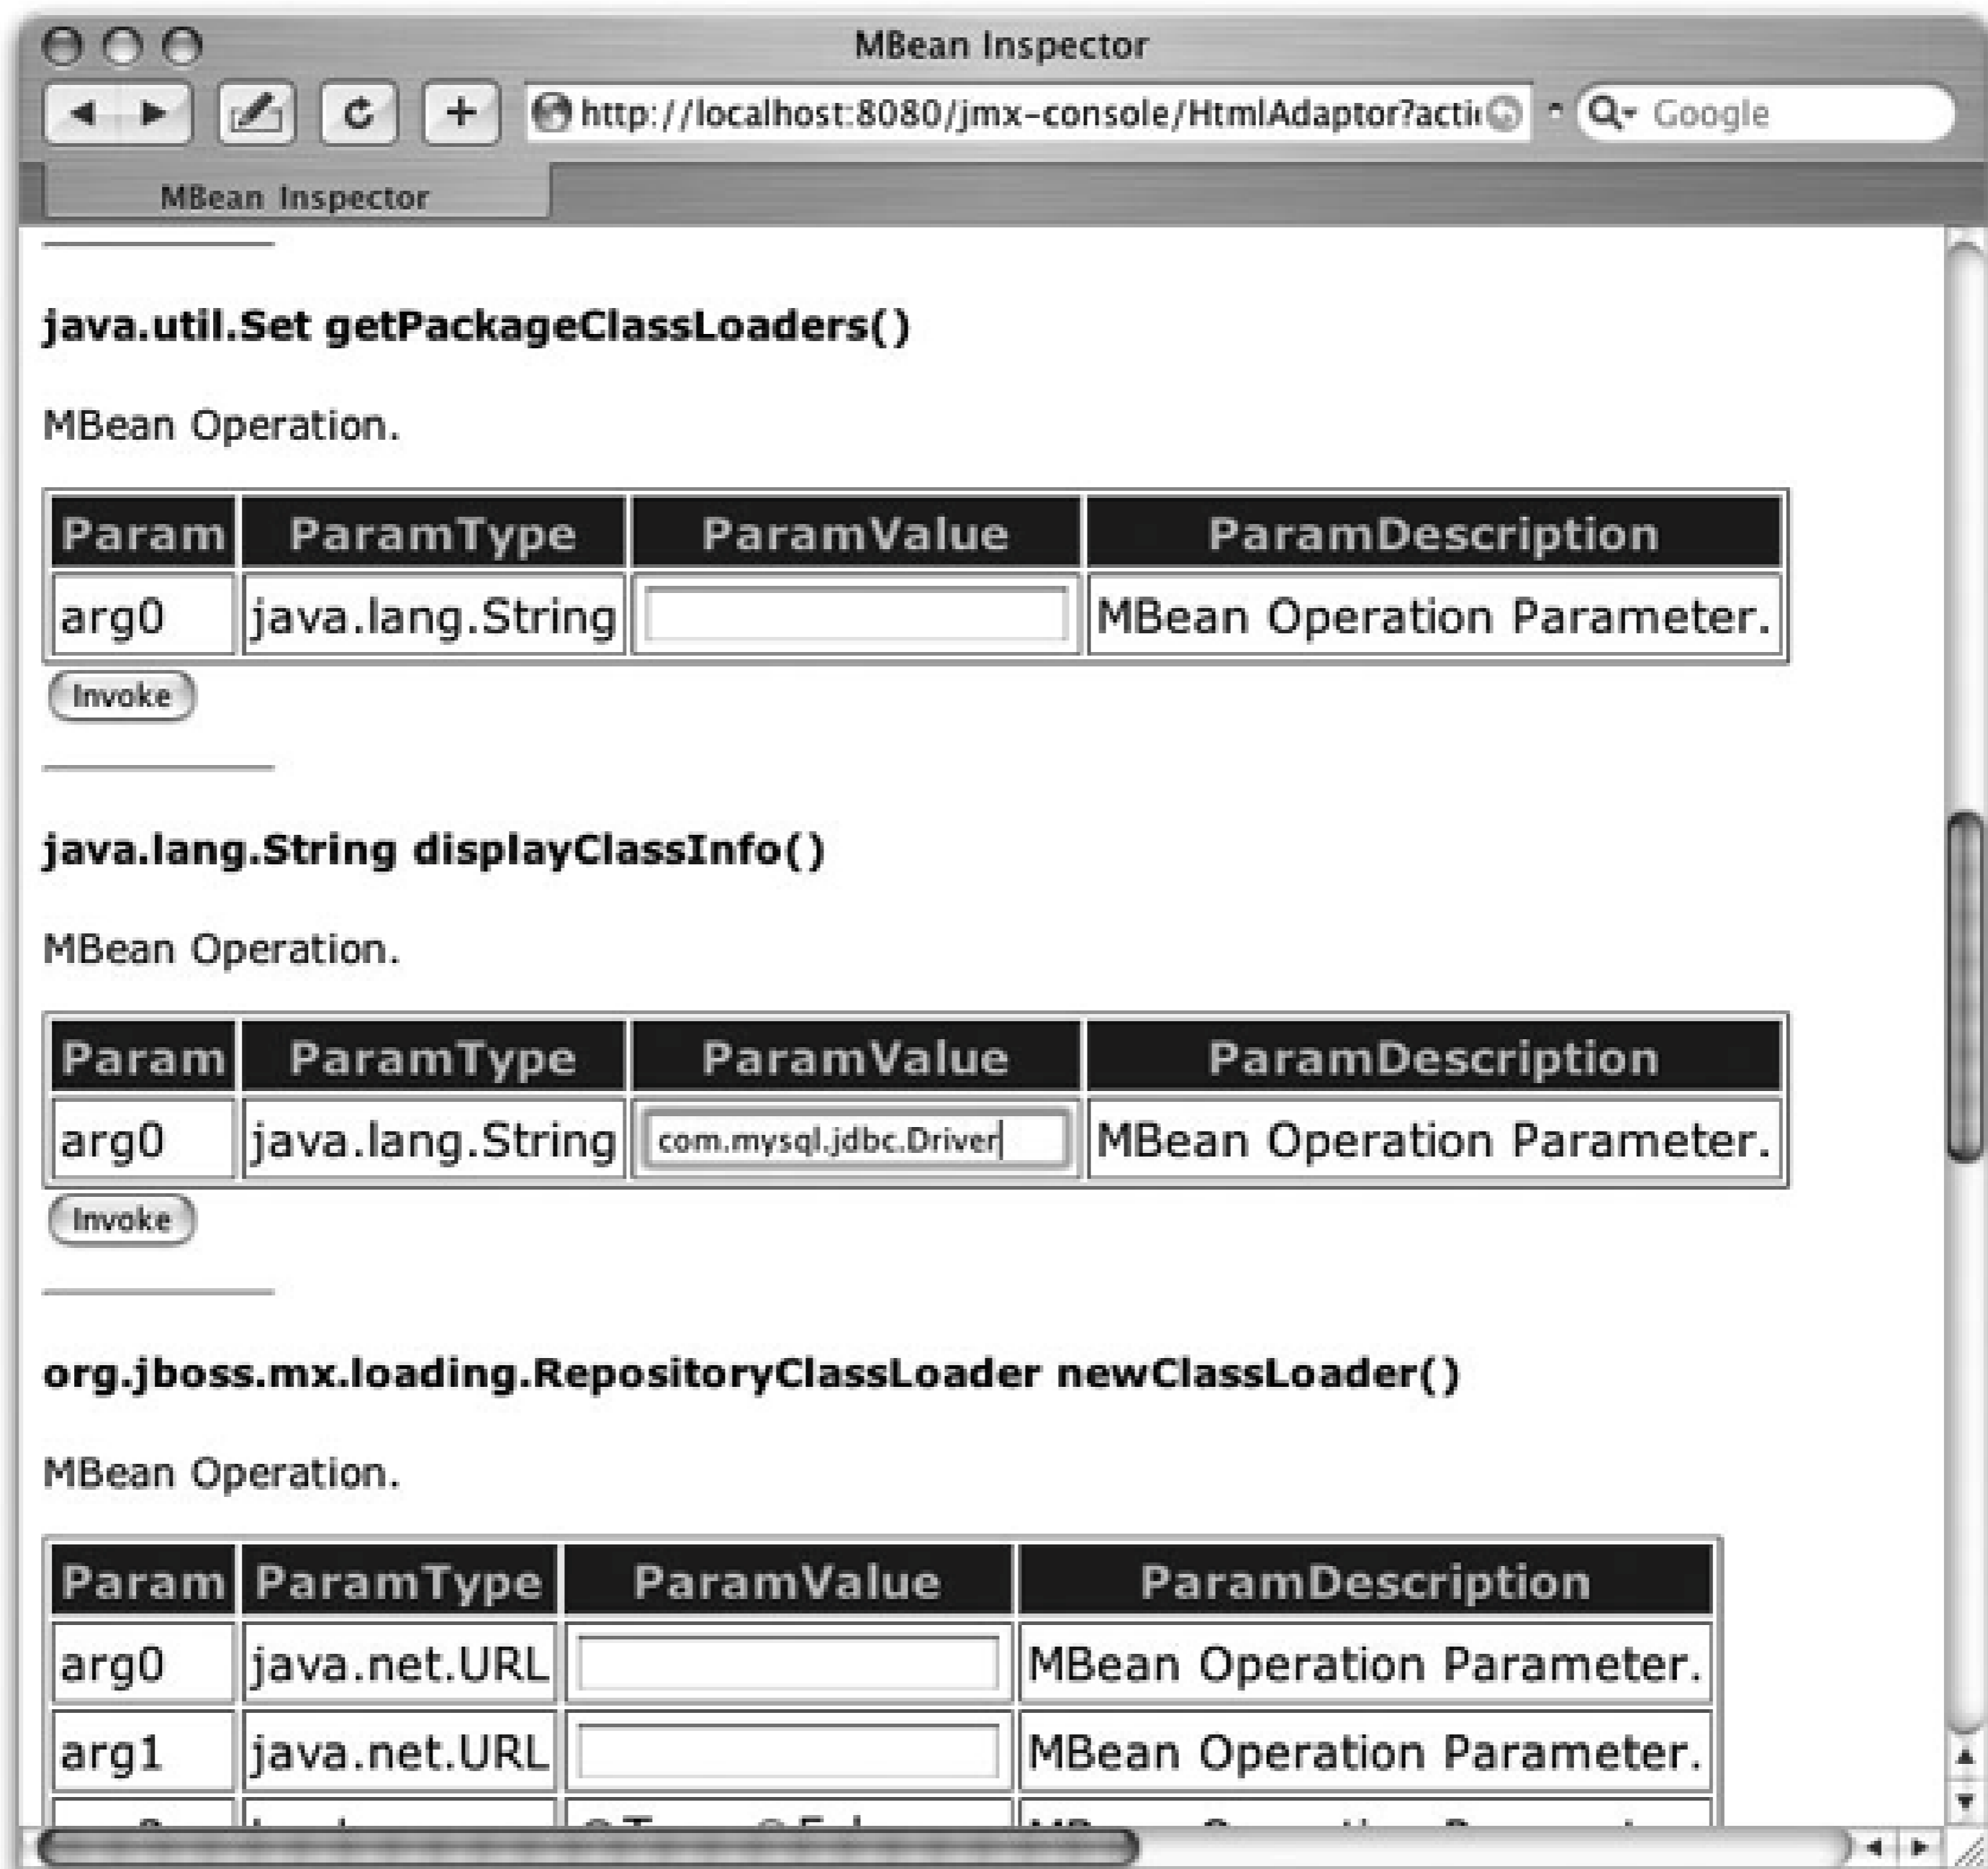 MBean Inspector
http://localhost:8080/jmx-console/HtmlAdaptor?acti
Google
MBean Inspector
java.util.Set getPackageClassLoaders()
MBean Operation.
Param ParamType ParamValue ParamDescription
arg0 java.lang.String MBean Operation Parameter.
Invoke
java.lang.String displayClassInfo()
MBean Operation.
Param ParamType ParamValue ParamDescription
arg0 java.lang.String com.mysql.jdbc.Driver MBean Operation Parameter.
Invoke
org.jboss.mx.loading.RepositoryClassLoader newClassLoader()
MBean Operation.
Param ParamType ParamValue ParamDescription
arg0 java.net.URL MBean Operation Parameter.
arg1 java.net.URL MBean Operation Parameter.